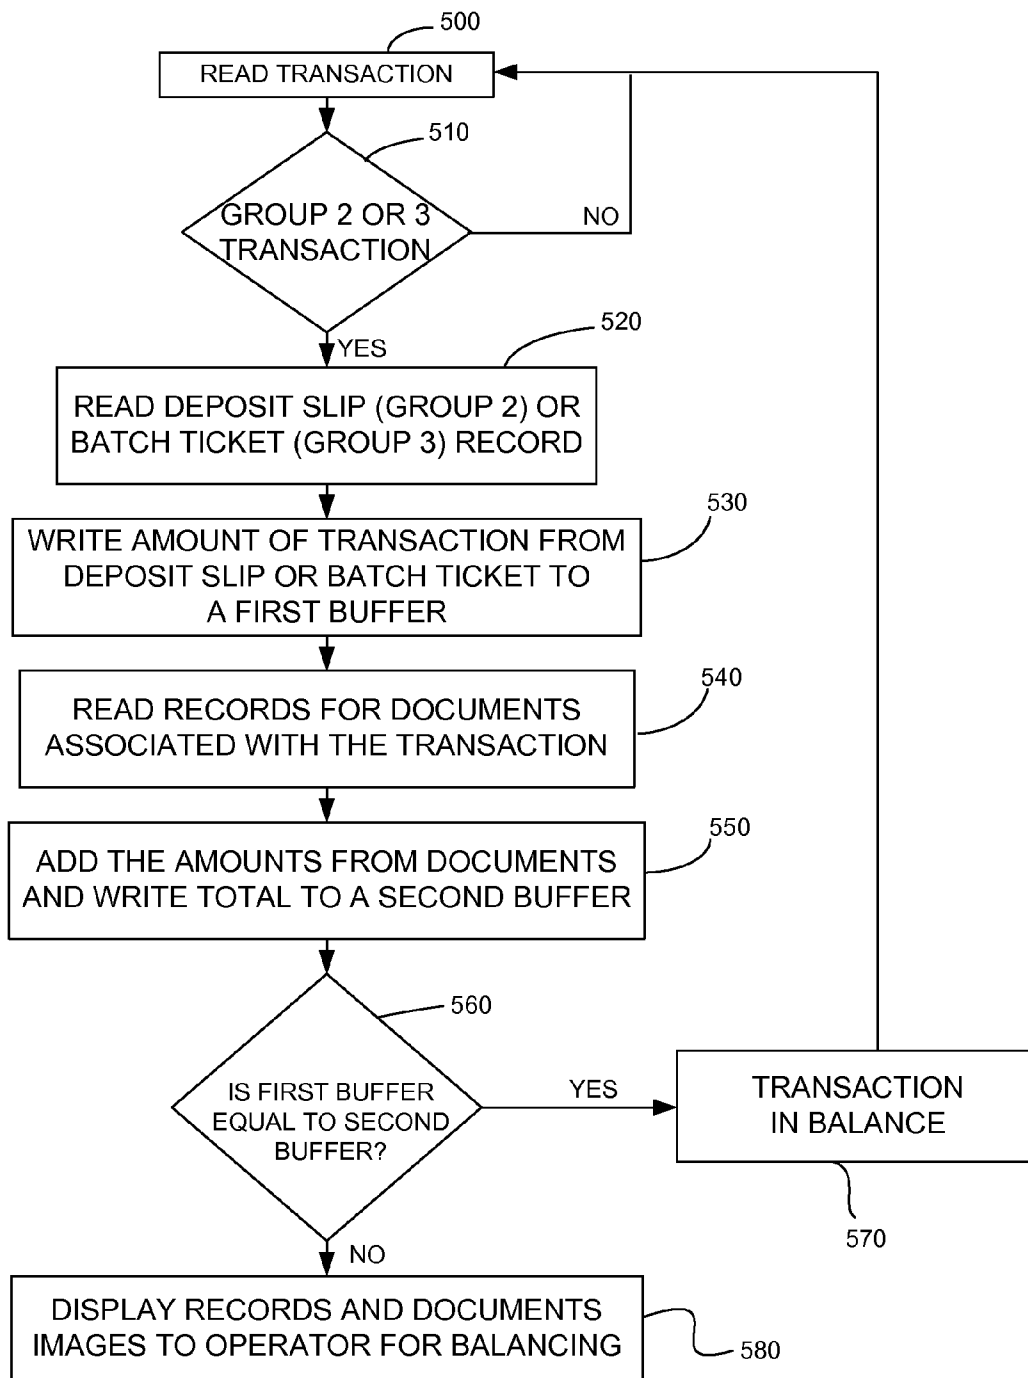 500
READ TRANSACTION
510
GROUP 2 OR 3
TRANSACTION
NO
YES
520
READ DEPOSIT SLIP (GROUP 2) OR
BATCH TICKET (GROUP 3) RECORD
530
WRITE AMOUNT OF TRANSACTION FROM
DEPOSIT SLIP OR BATCH TICKET TO
A FIRST BUFFER
540
READ RECORDS FOR DOCUMENTS
ASSOCIATED WITH THE TRANSACTION
550
ADD THE AMOUNTS FROM DOCUMENTS
AND WRITE TOTAL TO A SECOND BUFFER
560
IS FIRST BUFFER
EQUAL TO SECOND
BUFFER?
YES
TRANSACTION
IN BALANCE
570
NO
DISPLAY RECORDS AND DOCUMENTS
IMAGES TO OPERATOR FOR BALANCING
580